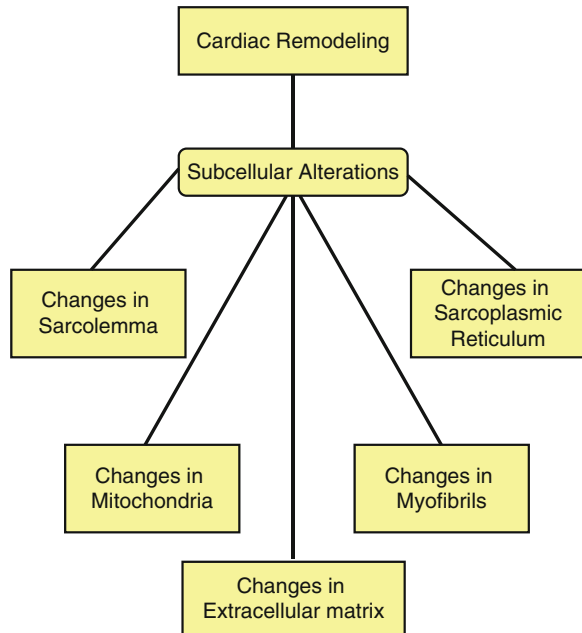 Cardiac Remodeling
Subcellular Alterations
Changes in
Sarcolemma
Changes in
Sarcoplasmic
Reticulum
Changes in
Mitochondria
Changes in
Myofibrils
Changes in
Extracellular matrix